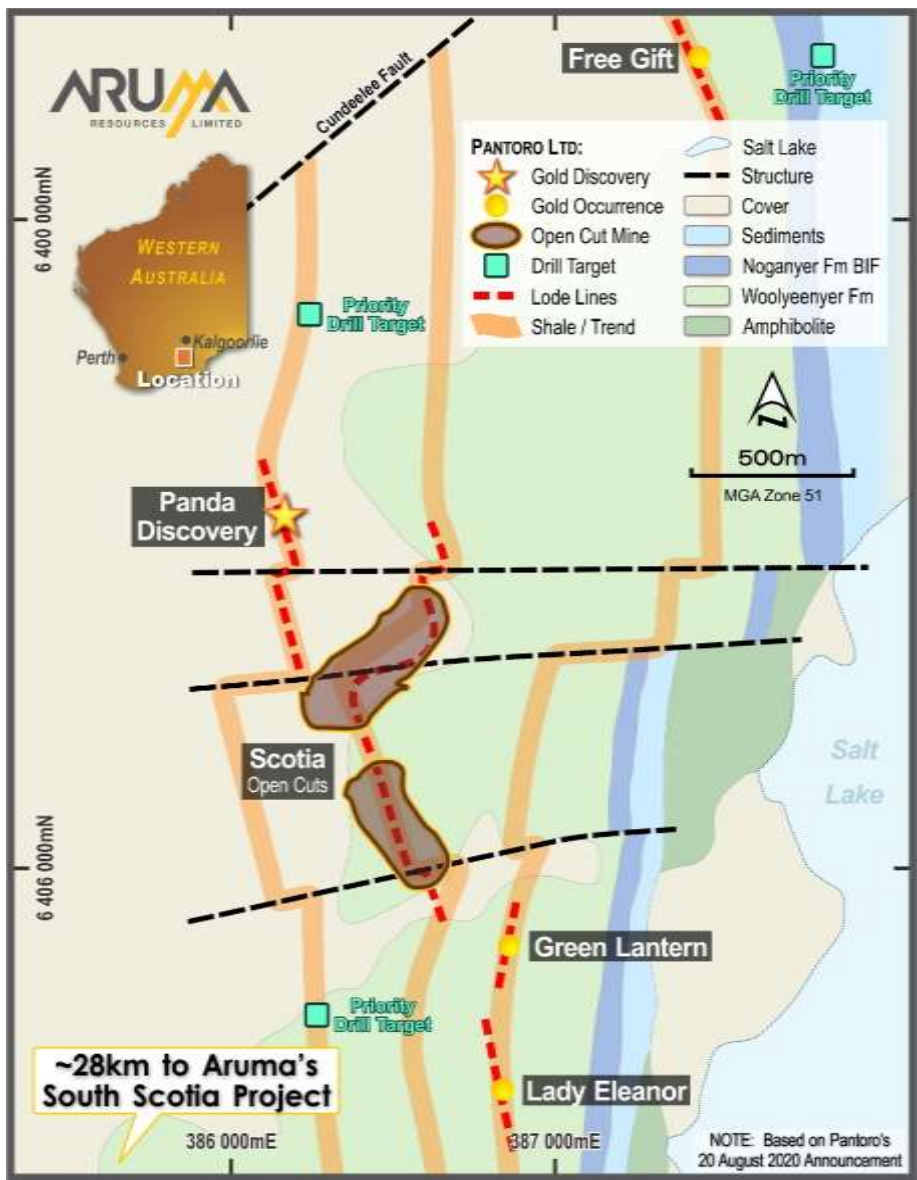 ARUMA
RESOURCES LIMITED
Cundeelee Fault
Free Gift
Priority
Drill Target
PANTORO LTD:
Gold Discovery
Gold Occurrence
Open Cut Mine
Drill Target
Lode Lines
Shale / Trend
Salt Lake
Structure
Cover
Sediments
Noganyer Fm BIF
Woolyeenyer Fm
Amphibolite
6 400 000mN
WESTERN
AUSTRALIA
Kalgoorlie
Perth
Location
Priority
Drill Target
N
500m
MGA Zone 51
Panda
Discovery
Scotia
Open Cuts
Salt
Lake
6 406 000mN
Green Lantern
Priority
Drill Target
Lady Eleanor
~28km to Aruma's
South Scotia Project
386 000mE
387 000mE
NOTE: Based on Pantoro's
20 August 2020 Announcement